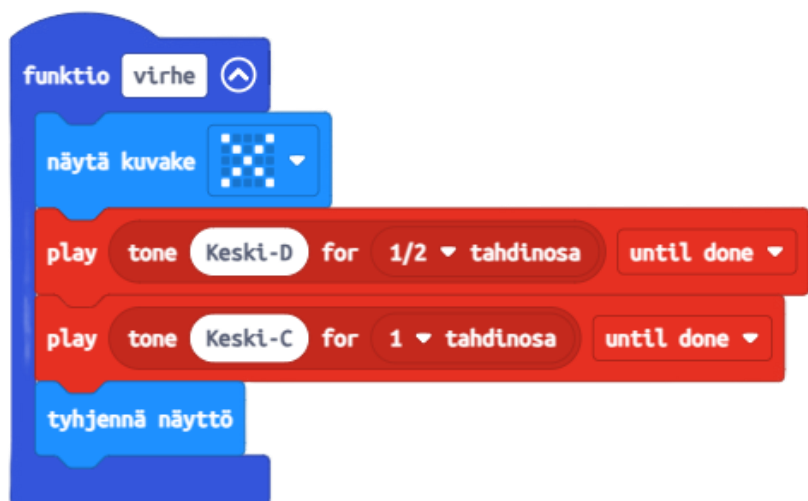 funktio virhe
näytä kuvake
play tone Keski-D for 1/2 tahdinosa until done
play tone Keski-C for 1 tahdinosa until done
tyhjennä näyttö